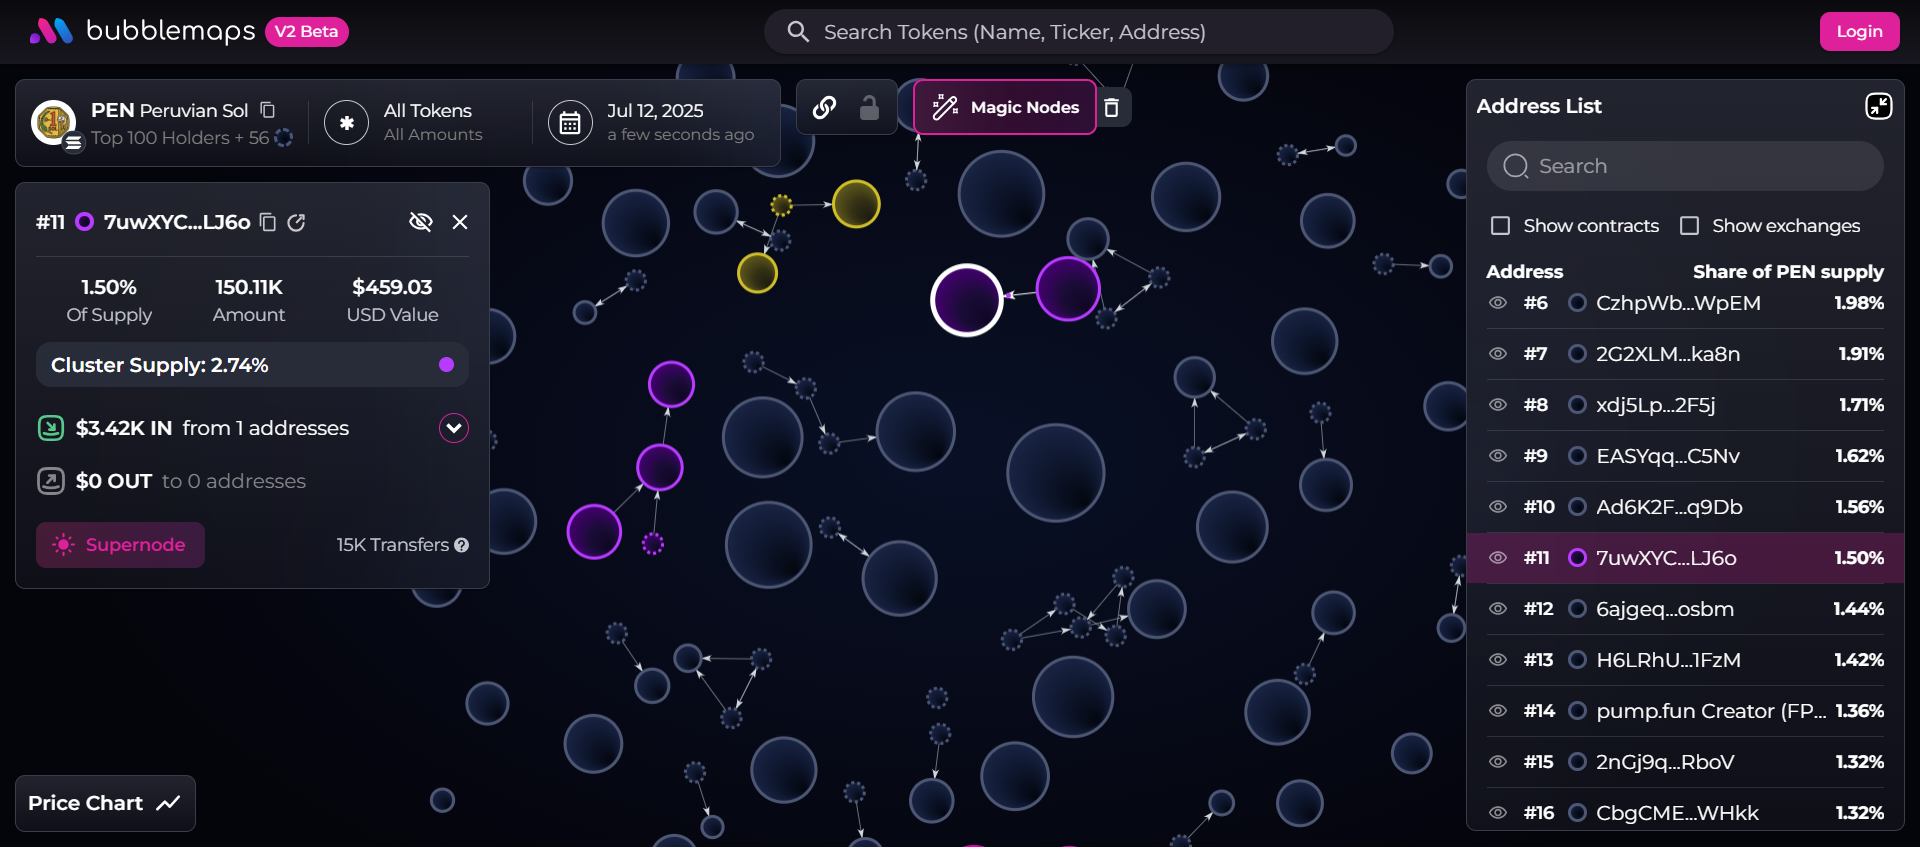 bubblemaps V2 Beta
Search Tokens (Name, Ticker, Address)
Login
PEN Peruvian Sol
Top 100 Holders + 56
All Tokens
All Amounts
Jul 12, 2025
a few seconds ago
Magic Nodes
#11 7uwXYC...LJ6o
1.50% 150.11K $459.03
Of Supply Amount USD Value
Cluster Supply: 2.74%
$3.42K IN from 1 addresses
$0 OUT to 0 addresses
Supernode 15K Transfers ?
Price Chart
Address List
Search
Show contracts Show exchanges
Address Share of PEN supply
#6 CzhpWb...WpEM 1.98%
#7 2G2XLM...ka8n 1.91%
#8 xdj5Lp...2F5j 1.71%
#9 EASYqq...C5Nv 1.62%
#10 Ad6K2F...q9Db 1.56%
#11 7uwXYC...LJ6o 1.50%
#12 6ajgeq...osbm 1.44%
#13 H6LRhU...1FzM 1.42%
#14 pump.fun Creator (FP... 1.36%
#15 2nGj9q...RboV 1.32%
#16 CbgCME...WHkk 1.32%